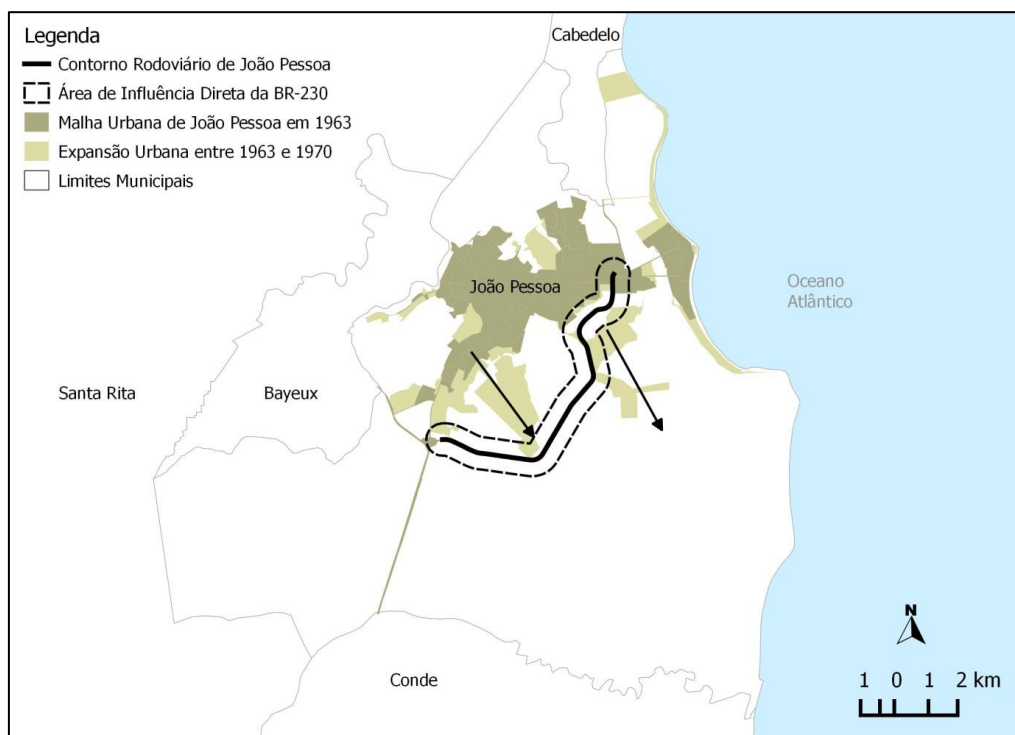 Legenda
Contorno Rodoviário de João Pessoa
Área de Influência Direta da BR-230
Malha Urbana de João Pessoa em 1963
Expansão Urbana entre 1963 e 1970
Limites Municipais
Cabedelo
João Pessoa
Oceano
Atlântico
Santa Rita
Bayeux
Conde
N
1 0 1 2 km